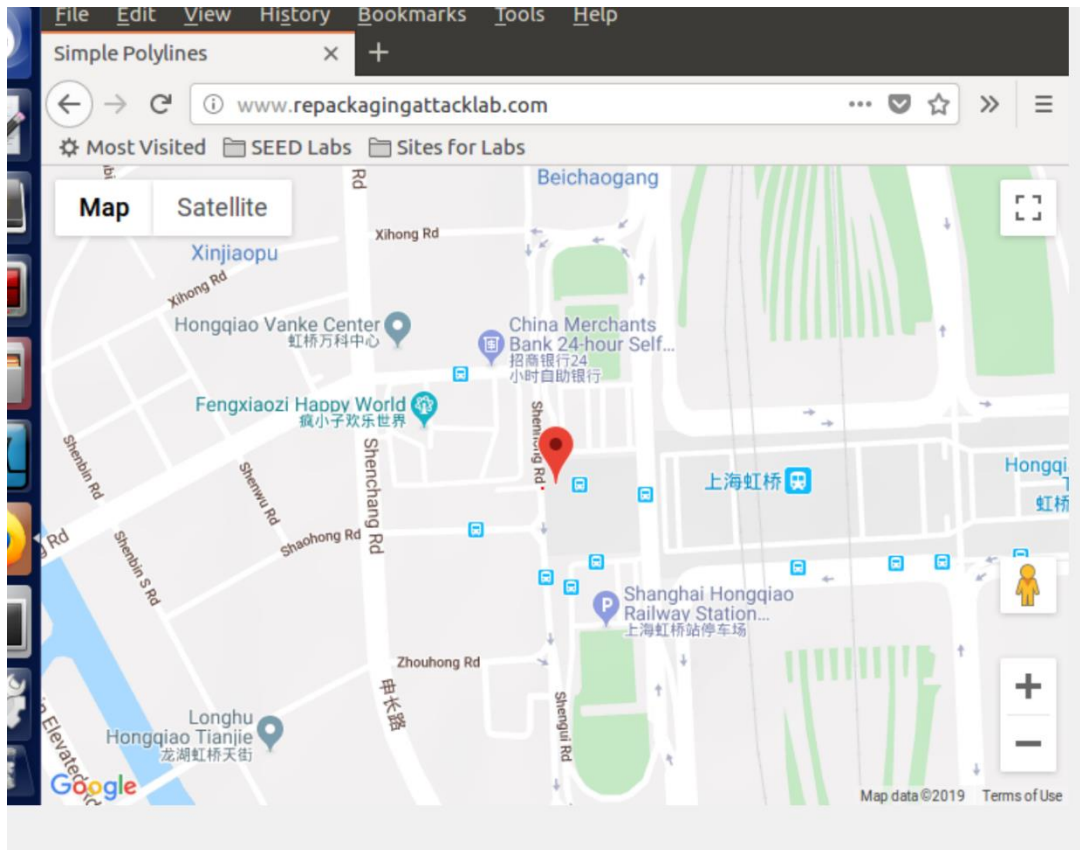 File Edit View History Bookmarks Tools Help
Simple Polylines
www.repackagingattacklab.com
Most Visited SEED Labs Sites for Labs
Map Satellite
Rd
Beichaogang
Xihong Rd
Xinjiaopu
Xihong Rd
Hongqiao Vanke Center
虹桥万科中心
China Merchants
Bank 24-hour Self...
招商银行24
小时自助银行
Fengxiaozi Happy World
疯小子欢乐世界
Shenhong Rd
Shenbin Rd
Shenwu Rd
Shenchang Rd
上海虹桥
Hongqi
虹桥
Rd
Shaohong Rd
Shenbin S Rd
P
Shanghai Hongqiao
Railway Station...
上海虹桥站停车场
Zhouhong Rd
申长路
Shengui Rd
Longhu
Hongqiao Tianjie
龙湖虹桥天街
Elevated Rd
Google
Map data ©2019 Terms of Use